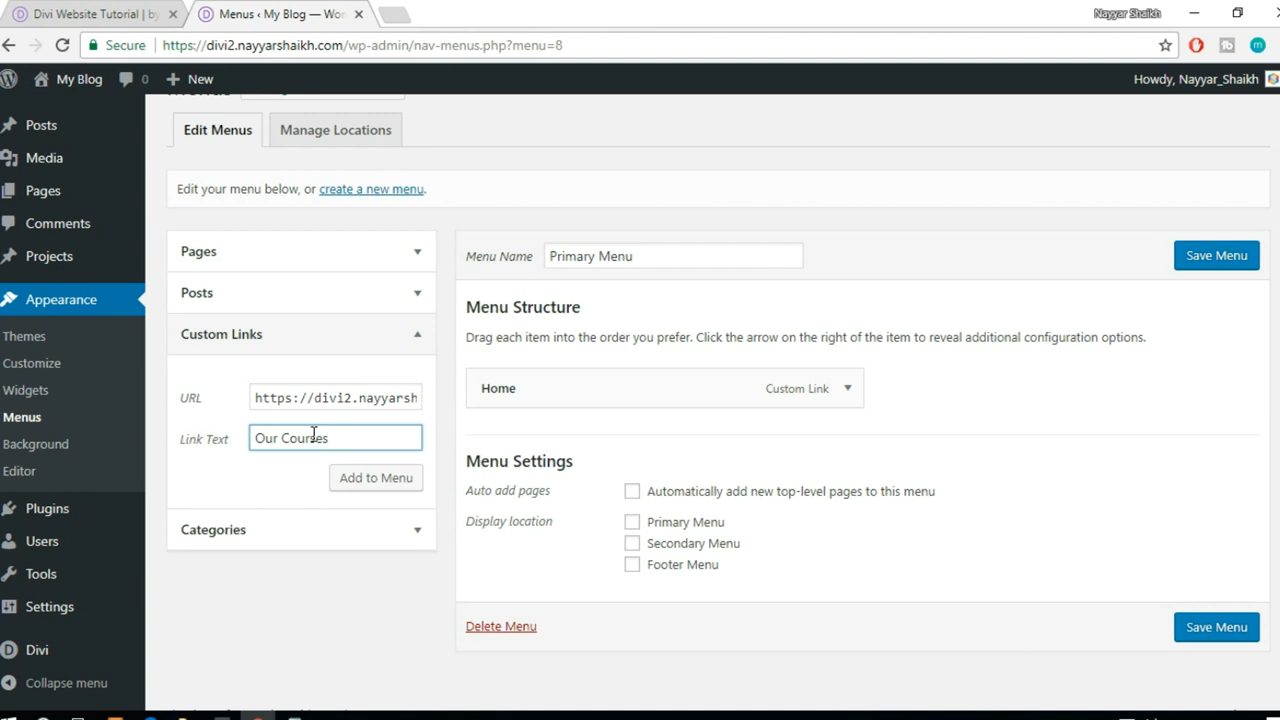 Divi Website Tutorial | by
Menus ‹ My Blog — Wor
Nayyar Shaikh
Secure
https://divi2.nayyarshaikh.com/wp-admin/nav-menus.php?menu=8
My Blog
0
New
Howdy, Nayyar_Shaikh
Posts
Media
Pages
Comments
Projects
Appearance
Themes
Customize
Widgets
Menus
Background
Editor
Plugins
Users
Tools
Settings
Divi
Collapse menu
Edit Menus
Manage Locations
Edit your menu below, or create a new menu.
Pages
Posts
Custom Links
URL
https://divi2.nayyarsh
Link Text
Our Courses
Add to Menu
Categories
Menu Name
Primary Menu
Save Menu
Menu Structure
Drag each item into the order you prefer. Click the arrow on the right of the item to reveal additional configuration options.
Home
Custom Link
Menu Settings
Auto add pages
Automatically add new top-level pages to this menu
Display location
Primary Menu
Secondary Menu
Footer Menu
Delete Menu
Save Menu